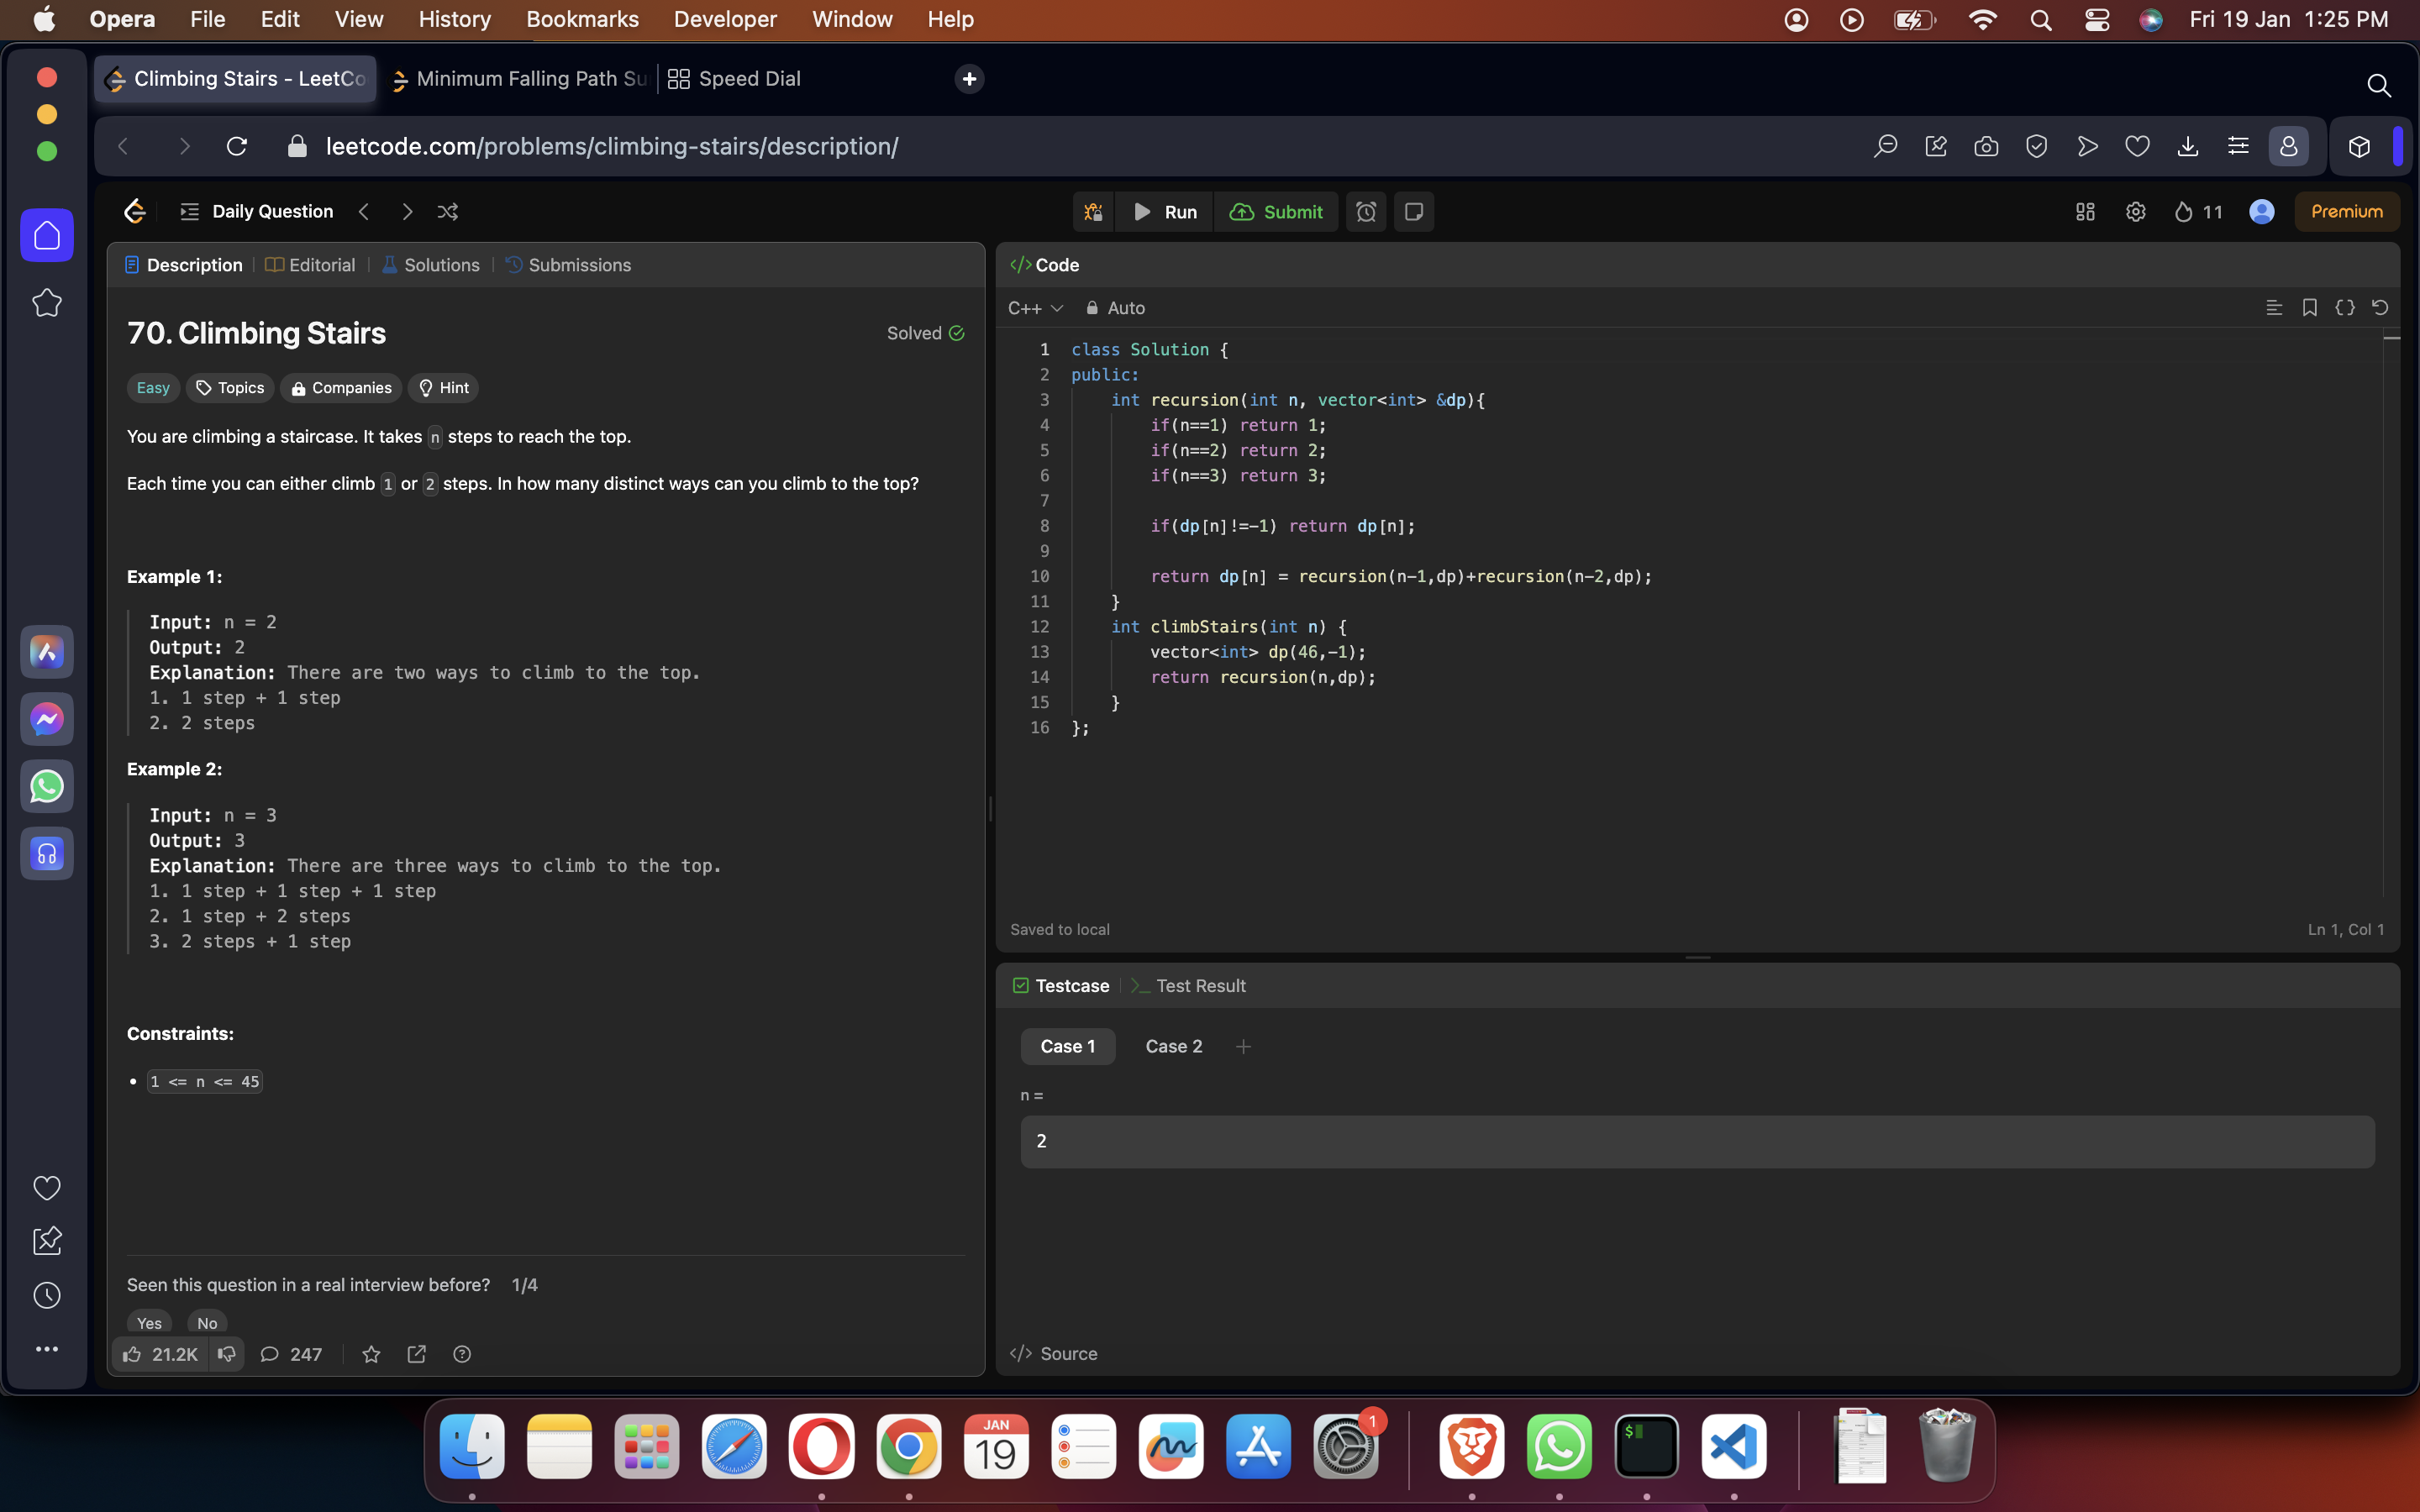 Opera File Edit View History Bookmarks Developer Window Help Fri 19 Jan 1:25 PM
Climbing Stairs - LeetCo Minimum Falling Path Su Speed Dial
leetcode.com/problems/climbing-stairs/description/
Daily Question Run Submit 11 Premium
Description Editorial Solutions Submissions
70. Climbing Stairs Solved
Easy Topics Companies Hint
You are climbing a staircase. It takes n steps to reach the top.
Each time you can either climb 1 or 2 steps. In how many distinct ways can you climb to the top?
Example 1:
Input: n = 2
Output: 2
Explanation: There are two ways to climb to the top.
1. 1 step + 1 step
2. 2 steps
Example 2:
Input: n = 3
Output: 3
Explanation: There are three ways to climb to the top.
1. 1 step + 1 step + 1 step
2. 1 step + 2 steps
3. 2 steps + 1 step
Constraints:
• 1 <= n <= 45
Seen this question in a real interview before? 1/4
Yes No
21.2K 247
</> Code
C++ Auto
1 class Solution {
2 public:
3 int recursion(int n, vector<int> &dp){
4 if(n==1) return 1;
5 if(n==2) return 2;
6 if(n==3) return 3;
7
8 if(dp[n]!=-1) return dp[n];
9
10 return dp[n] = recursion(n-1,dp)+recursion(n-2,dp);
11 }
12 int climbStairs(int n) {
13 vector<int> dp(46,-1);
14 return recursion(n,dp);
15 }
16 };
Saved to local Ln 1, Col 1
Testcase >_ Test Result
Case 1 Case 2 +
n =
2
</> Source
JAN
19
1
$